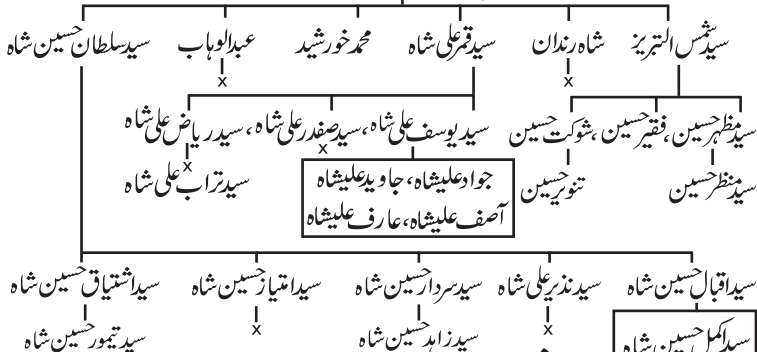 سید شمس التبریز شاہ رندان سید قمر علی شاہ محمد خورشید عبدالوہاب سید سلطان حسین شاہ
x x
سید مظہر حسین، فقیر حسین، شوکت حسین سید یوسف علی شاہ، سید صفدر علی شاہ، سید ریاض علی شاہ
x x
سید منظر حسین تنویر حسین جواد علیشاہ، جاوید علیشاہ سید تراب علی شاہ
آصف علیشاہ، عارف علیشاہ
سید اقبال حسین شاہ سید نذیر علی شاہ سید سردار حسین شاہ سید امتیاز حسین شاہ سید اشتیاق حسین شاہ
سید اکمل حسین شاہ x سید زاہد حسین شاہ x سید تیمور حسین شاہ